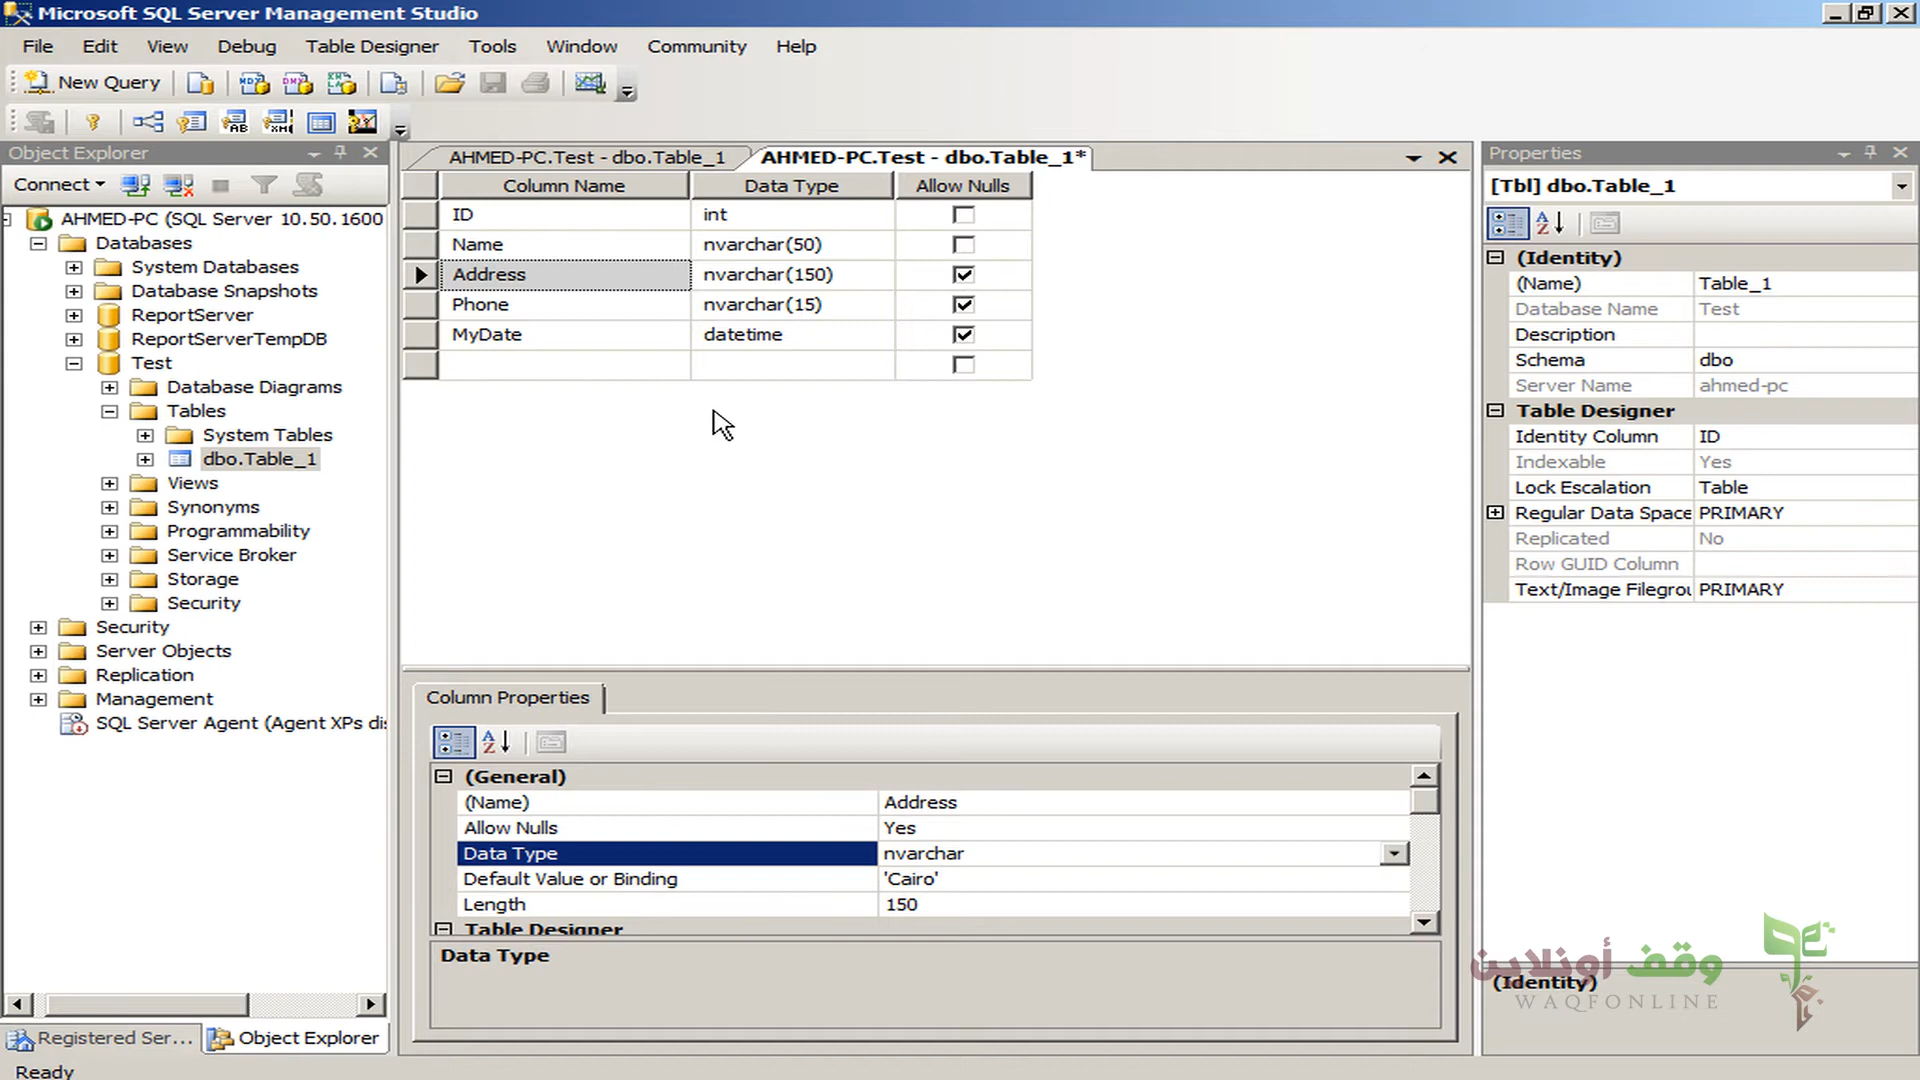 Microsoft SQL Server Management Studio
File Edit View Debug Table Designer Tools Window Community Help
New Query
Object Explorer
Connect
AHMED-PC (SQL Server 10.50.1600
Databases
System Databases
Database Snapshots
ReportServer
ReportServerTempDB
Test
Database Diagrams
Tables
System Tables
dbo.Table_1
Views
Synonyms
Programmability
Service Broker
Storage
Security
Security
Server Objects
Replication
Management
SQL Server Agent (Agent XPs dis
Registered Ser... Object Explorer
Ready
AHMED-PC.Test - dbo.Table_1 AHMED-PC.Test - dbo.Table_1*
Column Name Data Type Allow Nulls
ID int
Name nvarchar(50)
Address nvarchar(150)
Phone nvarchar(15)
MyDate datetime
Column Properties
(General)
(Name) Address
Allow Nulls Yes
Data Type nvarchar
Default Value or Binding 'Cairo'
Length 150
Table Designer
Data Type
Properties
[Tbl] dbo.Table_1
(Identity)
(Name) Table_1
Database Name Test
Description
Schema dbo
Server Name ahmed-pc
Table Designer
Identity Column ID
Indexable Yes
Lock Escalation Table
Regular Data Space PRIMARY
Replicated No
Row GUID Column
Text/Image Filegrou PRIMARY
(Identity)
وقف أونلاين
WAQFONLINE